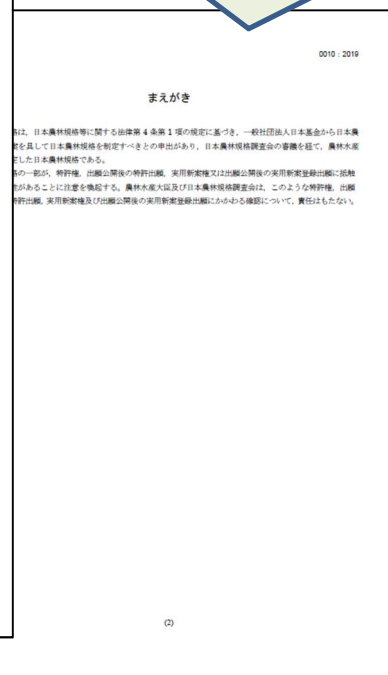 0010 : 2019
まえがき
格は，日本農林規格等に関する法律第 4 条第 1 項の規定に基づき，一般社団法人日本基金から日本農
を具して日本農林規格を制定すべきとの申出があり，日本農林規格調査会の審議を経て，農林水産
定した日本農林規格である。
格の一部が，特許権，出願公開後の特許出願，実用新案権又は出願公開後の実用新案登録出願に抵触
性があることに注意を喚起する。農林水産大臣及び日本農林規格調査会は，このような特許権，出願
特許出願，実用新案権及び出願公開後の実用新案登録出願にかかわる確認について，責任はもたない。
(2)